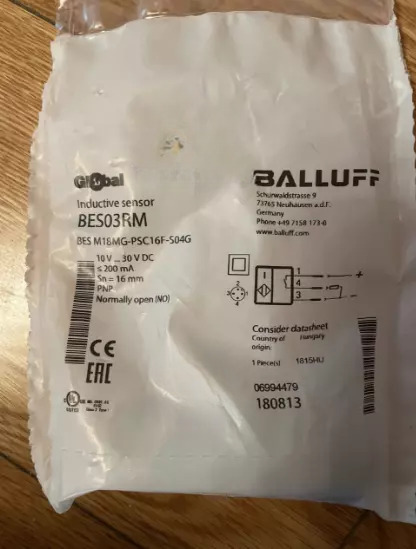 Global
Inductive sensor
BES03RM
BES M18MG-PSC16F-S04G
10 V ... 30 V DC
≤ 200 mA
Sn = 16 mm
PNP
Normally open (NO)
CE
EAC
BALLUFF
Schurwaldstrasse 9
73765 Neuhausen a.d.F.
Germany
Phone +49 7158 173-0
www.balluff.com
1
4
3
+
-
Consider datasheet
Country of
origin:
Hungary
1 Piece(s)
1815HU
06994479
180813